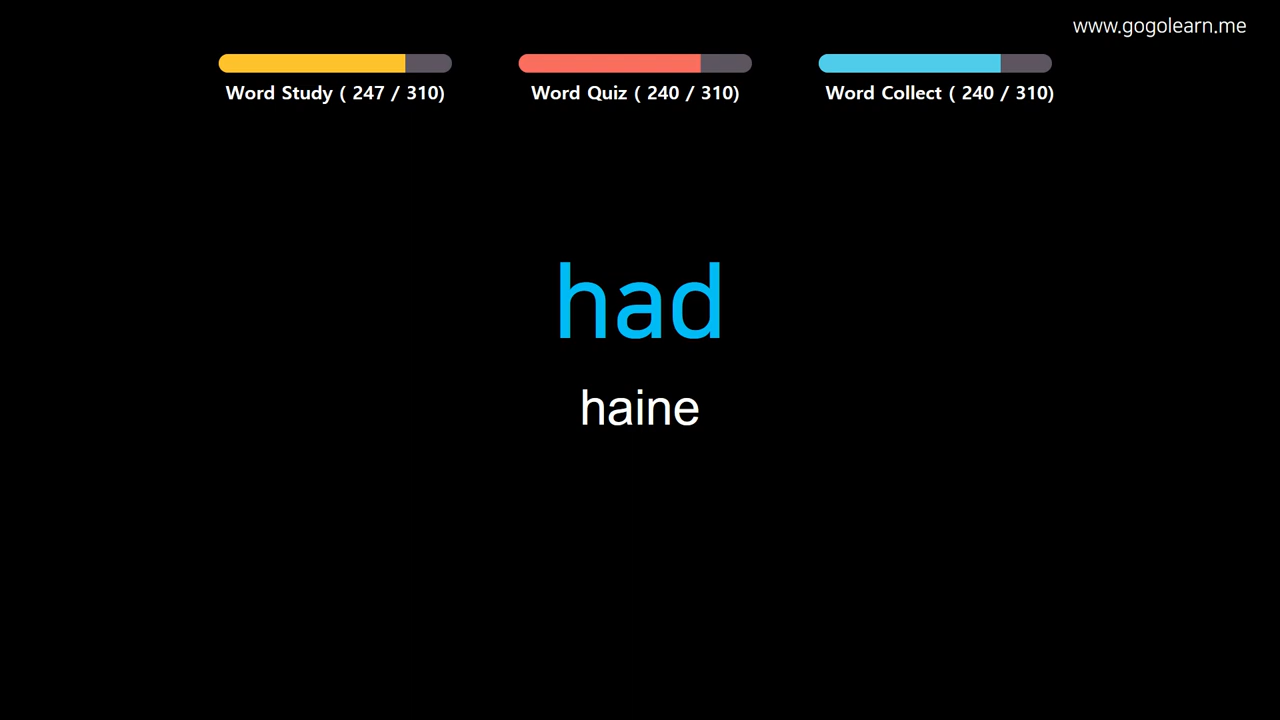 www.gogolearn.me
Word Study ( 247 / 310)
Word Quiz ( 240 / 310)
Word Collect ( 240 / 310)
had
haine